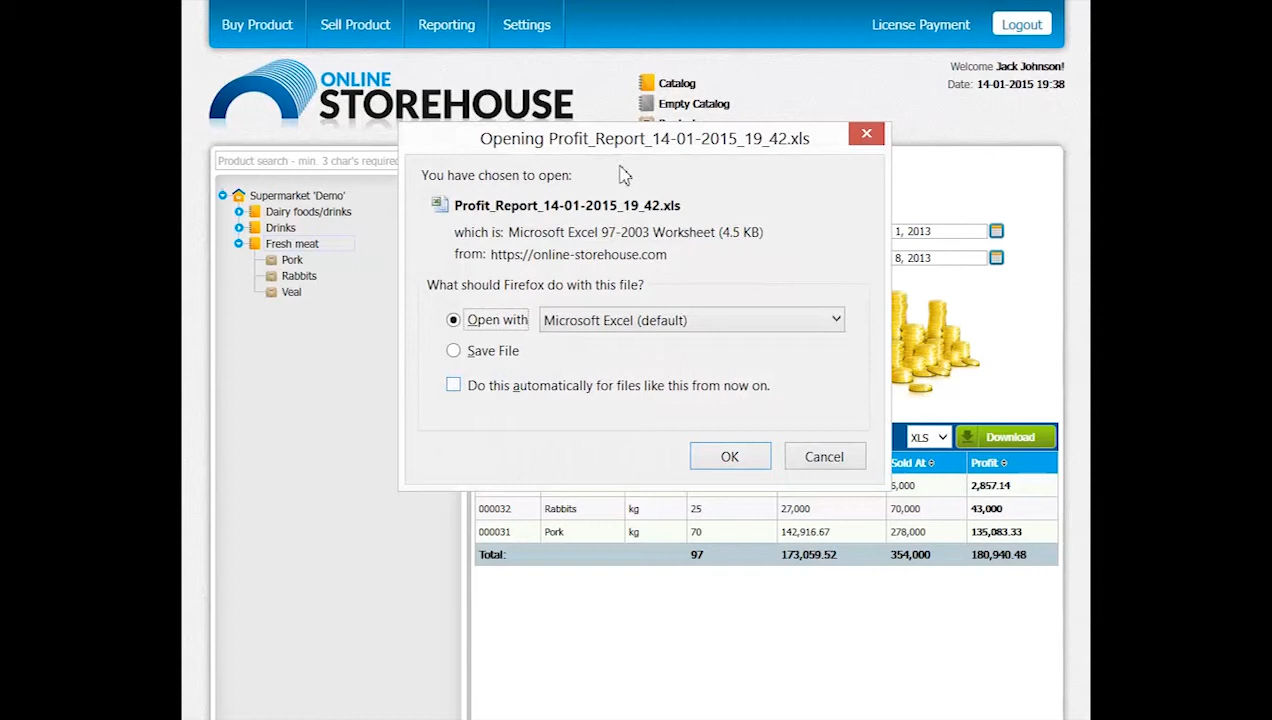 Buy Product
Sell Product
Reporting
Settings
License Payment
Logout
ONLINE
STOREHOUSE
Catalog
Empty Catalog
Welcome Jack Johnson!
Date: 14-01-2015 19:38
Product search - min. 3 char's required
Supermarket 'Demo'
Dairy foods/drinks
Drinks
Fresh meat
Pork
Rabbits
Veal
Opening Profit_Report_14-01-2015_19_42.xls
You have chosen to open:
Profit_Report_14-01-2015_19_42.xls
which is: Microsoft Excel 97-2003 Worksheet (4.5 KB)
from: https://online-storehouse.com
What should Firefox do with this file?
Open with
Microsoft Excel (default)
Save File
Do this automatically for files like this from now on.
OK
Cancel
1, 2013
8, 2013
XLS
Download
Sold At
Profit
5,000 2,857.14
000032 Rabbits kg 25 27,000 70,000 43,000
000031 Pork kg 70 142,916.67 278,000 135,083.33
Total: 97 173,059.52 354,000 180,940.48